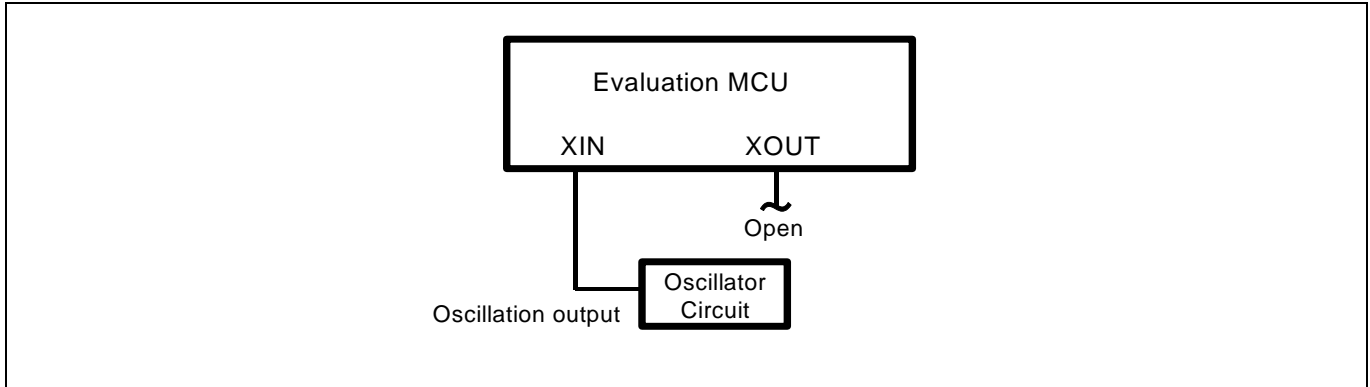 Evaluation MCU
XIN XOUT
Open
Oscillator
Circuit
Oscillation output